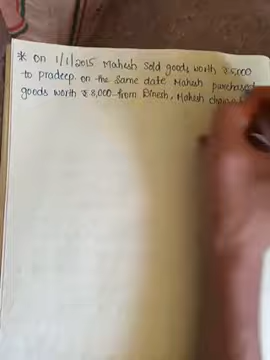 * on 1/1/2015 Mahesh sold goods worth ₹ 5,000
to pradeep. on the same date Mahesh purchased
goods worth ₹ 8,000 from Dinesh, Mahesh